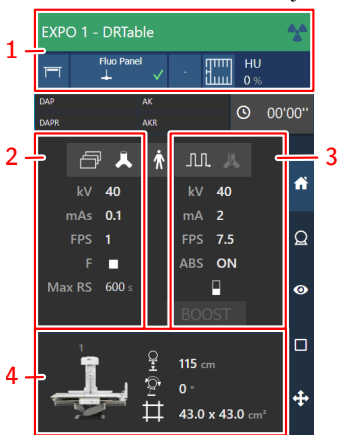 EXPO 1 - DRTable
1
Fluo Panel
-
HU
0 %
DAP
AK
DAPR
AKR
00'00''
2
3
kV 40
mAs 0.1
FPS 1
F
Max RS 600 s
kV 40
mA 2
FPS 7.5
ABS ON
BOOST
4
1
115 cm
0 °
43.0 x 43.0 cm²